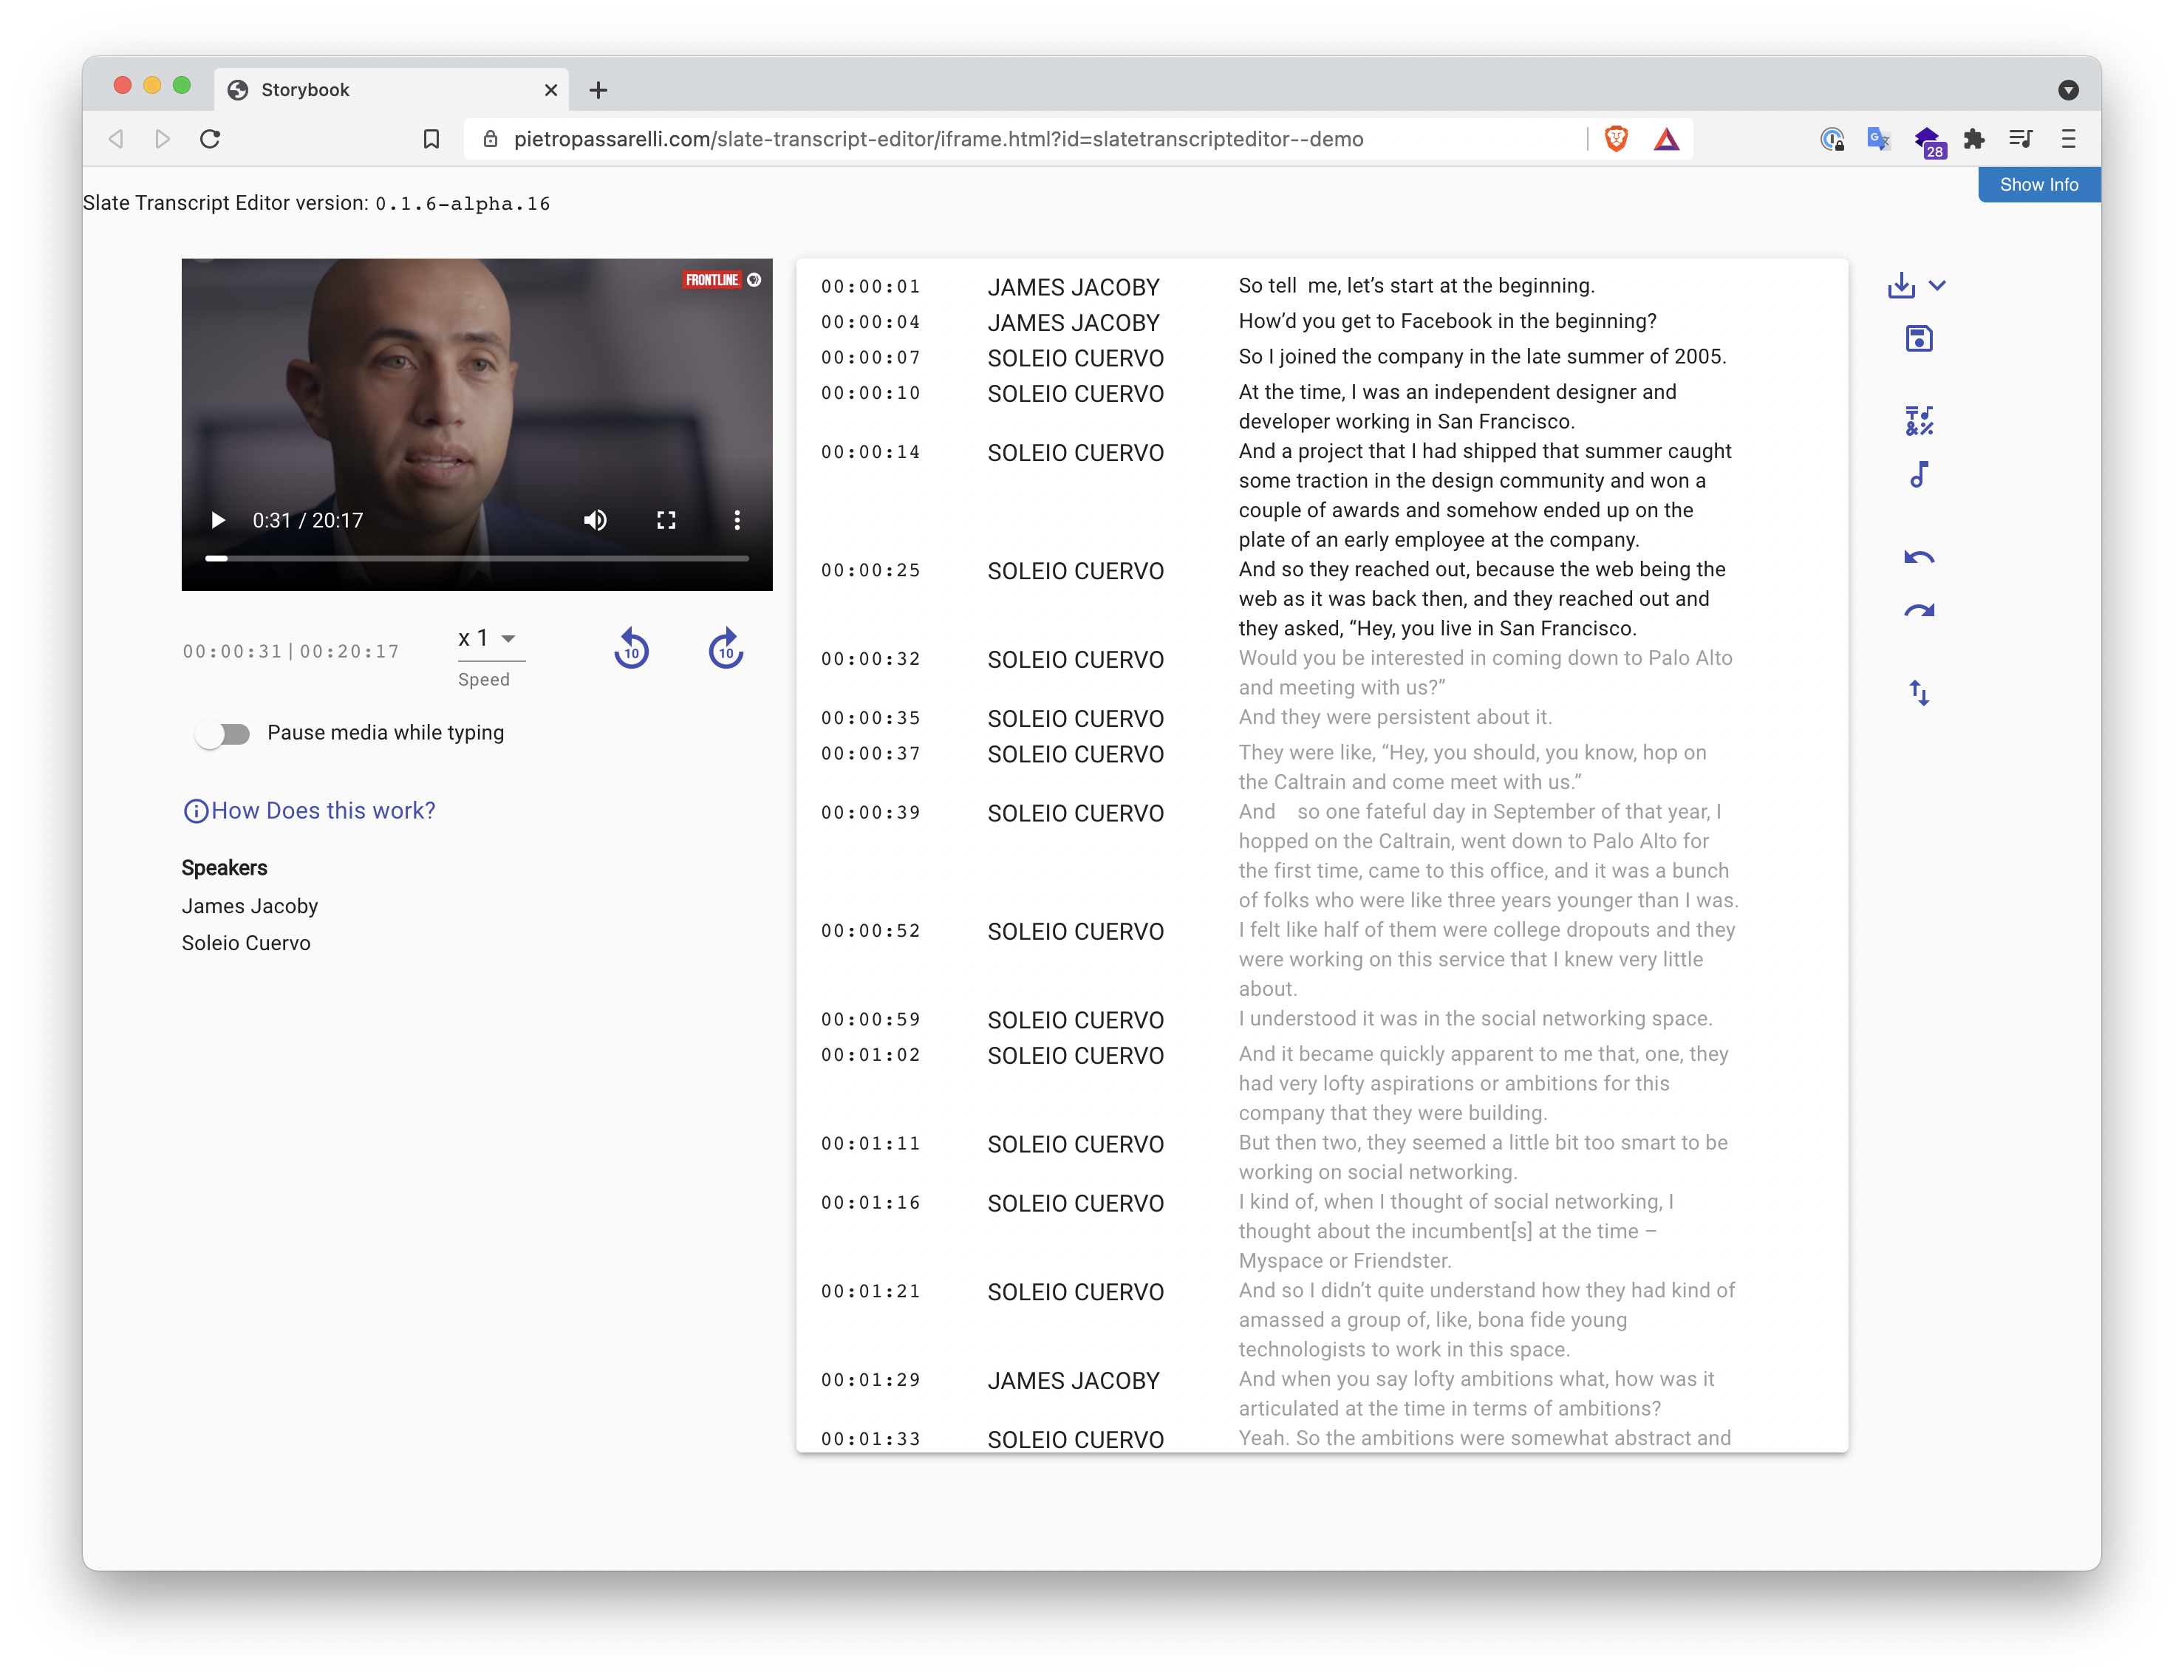 Storybook
pietropassarelli.com/slate-transcript-editor/iframe.html?id=slatetranscripteditor--demo
28
Show Info
Slate Transcript Editor version: 0.1.6-alpha.16
FRONTLINE
0:31 / 20:17
00:00:31 | 00:20:17
x 1
Speed
10
10
Pause media while typing
How Does this work?
Speakers
James Jacoby
Soleio Cuervo
00:00:01 JAMES JACOBY So tell  me, let’s start at the beginning.
00:00:04 JAMES JACOBY How’d you get to Facebook in the beginning?
00:00:07 SOLEIO CUERVO So I joined the company in the late summer of 2005.
00:00:10 SOLEIO CUERVO At the time, I was an independent designer and
developer working in San Francisco.
00:00:14 SOLEIO CUERVO And a project that I had shipped that summer caught
some traction in the design community and won a
couple of awards and somehow ended up on the
plate of an early employee at the company.
00:00:25 SOLEIO CUERVO And so they reached out, because the web being the
web as it was back then, and they reached out and
they asked, “Hey, you live in San Francisco.
00:00:32 SOLEIO CUERVO Would you be interested in coming down to Palo Alto
and meeting with us?”
00:00:35 SOLEIO CUERVO And they were persistent about it.
00:00:37 SOLEIO CUERVO They were like, “Hey, you should, you know, hop on
the Caltrain and come meet with us.”
00:00:39 SOLEIO CUERVO And    so one fateful day in September of that year, I
hopped on the Caltrain, went down to Palo Alto for
the first time, came to this office, and it was a bunch
of folks who were like three years younger than I was.
00:00:52 SOLEIO CUERVO I felt like half of them were college dropouts and they
were working on this service that I knew very little
about.
00:00:59 SOLEIO CUERVO I understood it was in the social networking space.
00:01:02 SOLEIO CUERVO And it became quickly apparent to me that, one, they
had very lofty aspirations or ambitions for this
company that they were building.
00:01:11 SOLEIO CUERVO But then two, they seemed a little bit too smart to be
working on social networking.
00:01:16 SOLEIO CUERVO I kind of, when I thought of social networking, I
thought about the incumbent[s] at the time –
Myspace or Friendster.
00:01:21 SOLEIO CUERVO And so I didn’t quite understand how they had kind of
amassed a group of, like, bona fide young
technologists to work in this space.
00:01:29 JAMES JACOBY And when you say lofty ambitions what, how was it
articulated at the time in terms of ambitions?
00:01:33 SOLEIO CUERVO Yeah. So the ambitions were somewhat abstract and